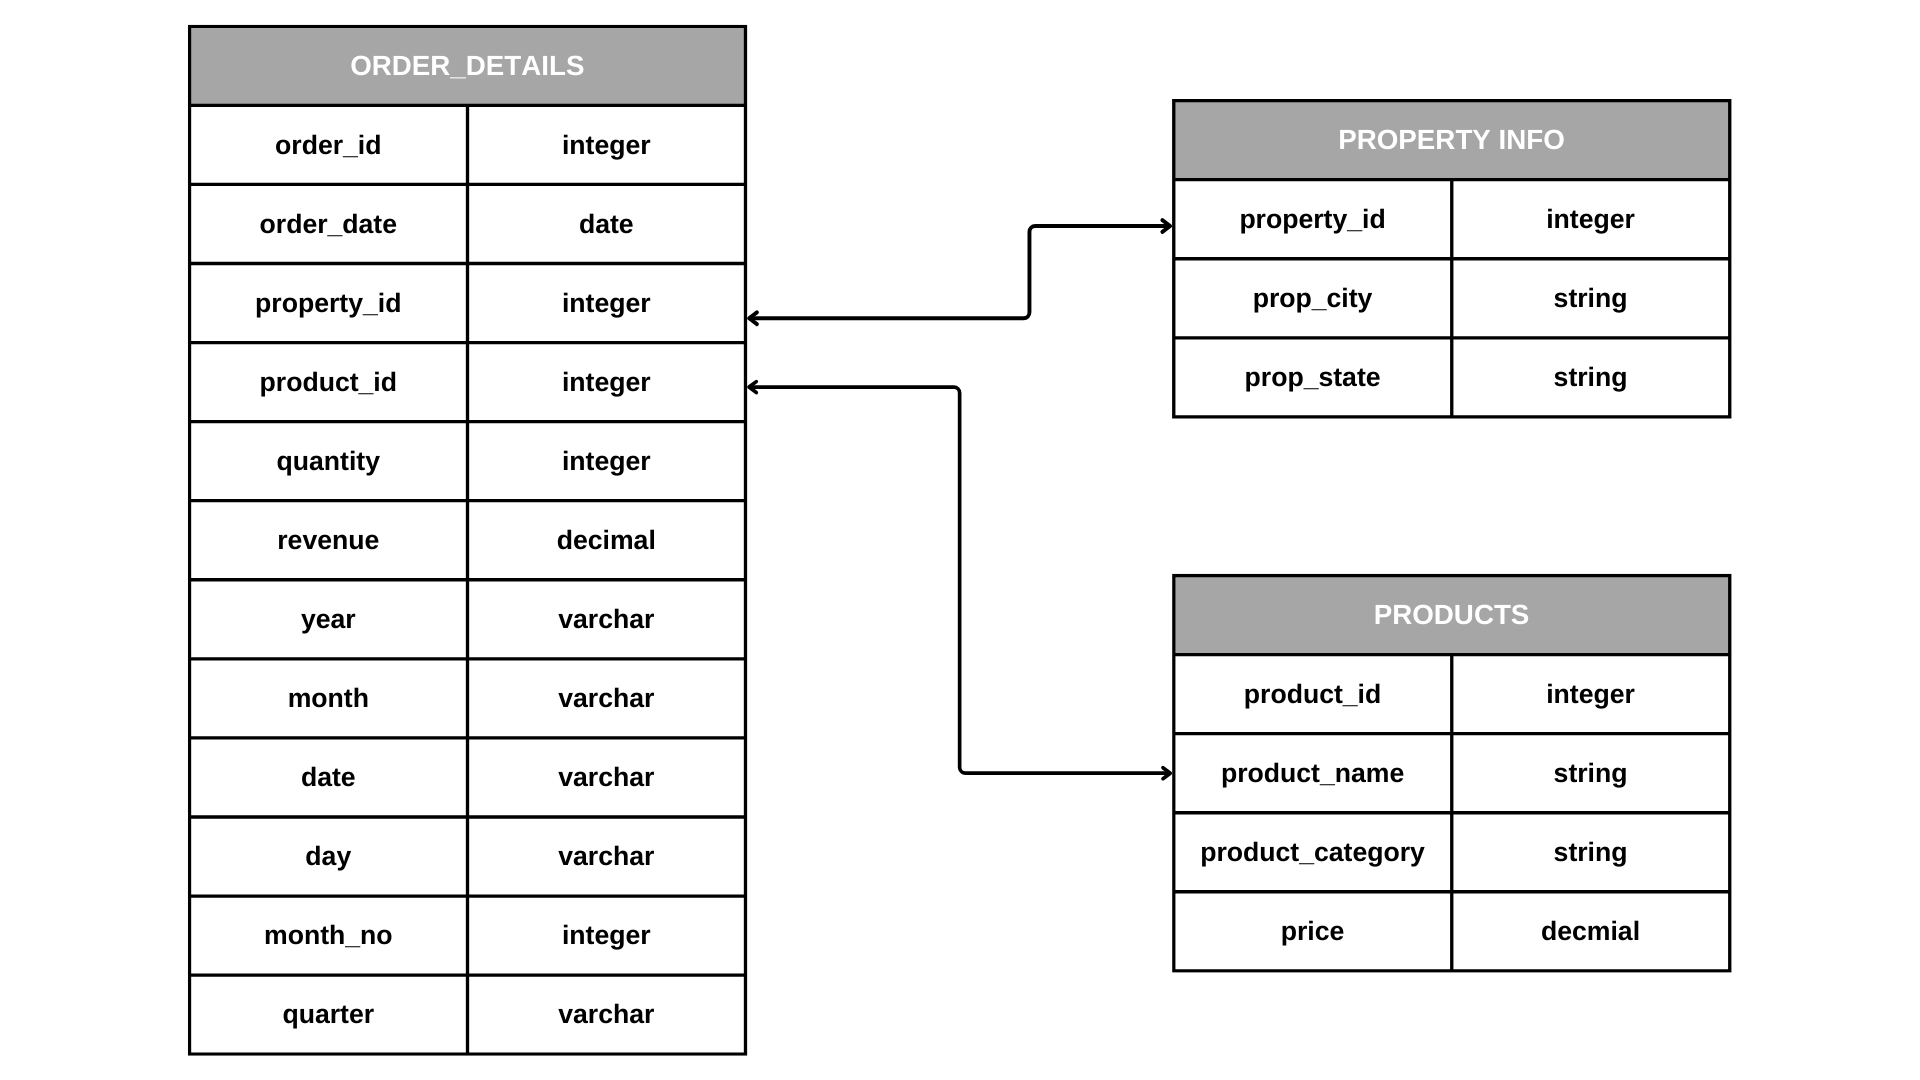 ORDER_DETAILS
order_id integer
order_date date
property_id integer
product_id integer
quantity integer
revenue decimal
year varchar
month varchar
date varchar
day varchar
month_no integer
quarter varchar
PROPERTY INFO
property_id integer
prop_city string
prop_state string
PRODUCTS
product_id integer
product_name string
product_category string
price decmial